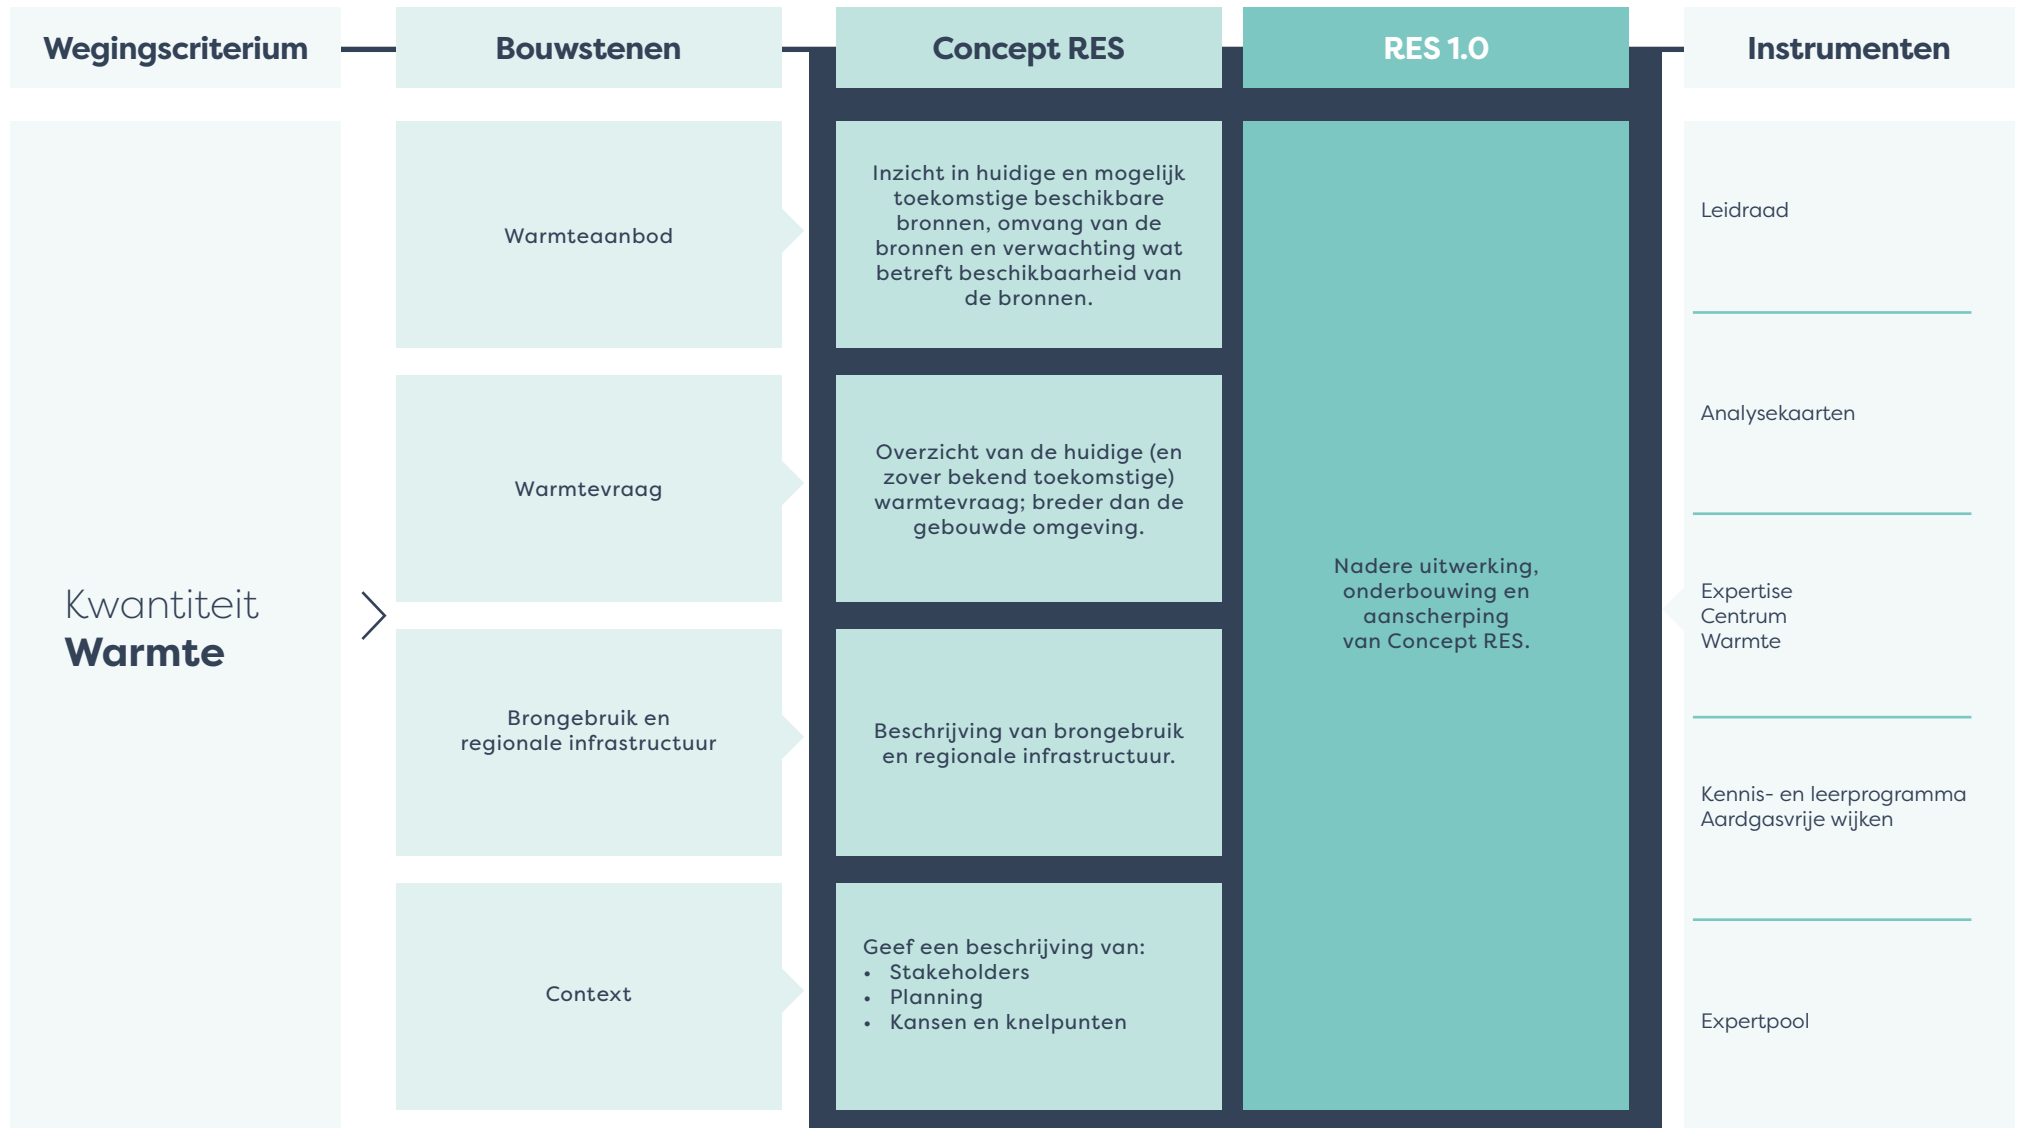 Wegingscriterium
Bouwstenen
Concept RES
RES 1.0
Instrumenten
Kwantiteit
Warmte
Warmteaanbod
Inzicht in huidige en mogelijk
toekomstige beschikbare
bronnen, omvang van de
bronnen en verwachting wat
betreft beschikbaarheid van
de bronnen.
Warmtevraag
Overzicht van de huidige (en
zover bekend toekomstige)
warmtevraag; breder dan de
gebouwde omgeving.
Brongebruik en
regionale infrastructuur
Beschrijving van brongebruik
en regionale infrastructuur.
Context
Geef een beschrijving van:
• Stakeholders
• Planning
• Kansen en knelpunten
Nadere uitwerking,
onderbouwing en
aanscherping
van Concept RES.
Leidraad
Analysekaarten
Expertise
Centrum
Warmte
Kennis- en leerprogramma
Aardgasvrije wijken
Expertpool